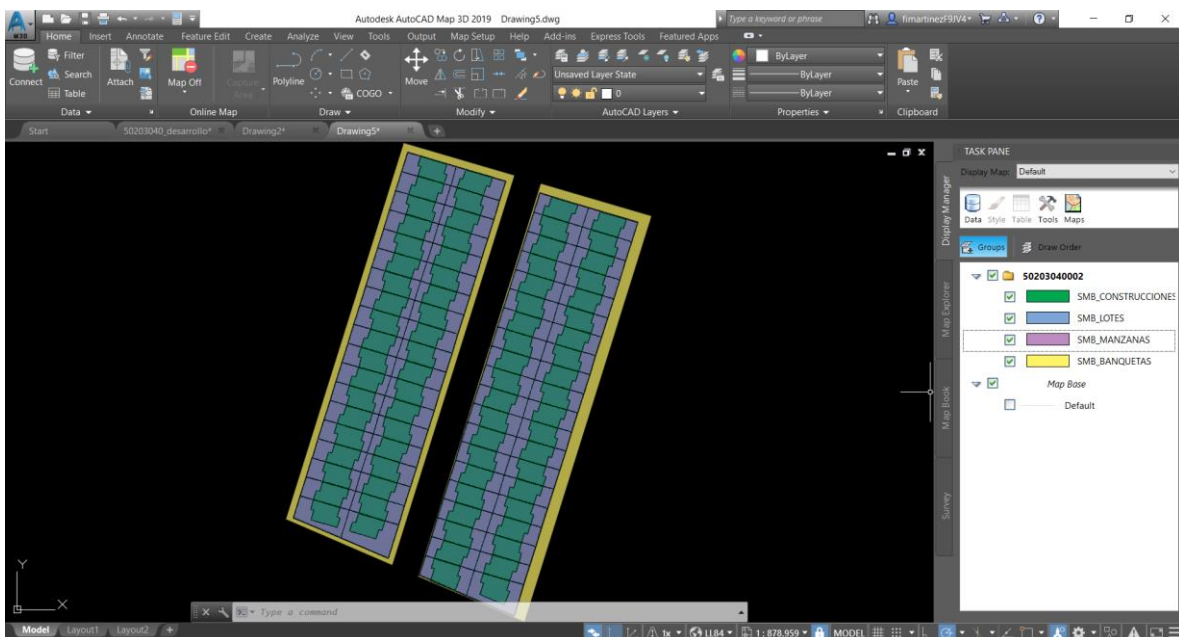 Autodesk AutoCAD Map 3D 2019 Drawing5.dwg
Type a keyword or phrase
fimartinezF9JV4
M3D
Home Insert Annotate Feature Edit Create Analyze View Tools Output Map Setup Help Add-ins Express Tools Featured Apps
Connect
Filter
Search
Table
Attach
Map Off
Capture Area
Polyline
COGO
Move
Unsaved Layer State
0
ByLayer
ByLayer
ByLayer
Paste
Data
Online Map
Draw
Modify
AutoCAD Layers
Properties
Clipboard
Start
50203040_desarrollo*
Drawing2*
Drawing5*
TASK PANE
Display Map: Default
Data Style Table Tools Maps
Groups Draw Order
50203040002
SMB_CONSTRUCCIONES
SMB_LOTES
SMB_MANZANAS
SMB_BANQUETAS
Map Base
Default
Display Manager
Map Explorer
Map Book
Survey
Y
X
Type a command
Model Layout1 Layout2 +
1x LL84 1 : 878.959 MODEL